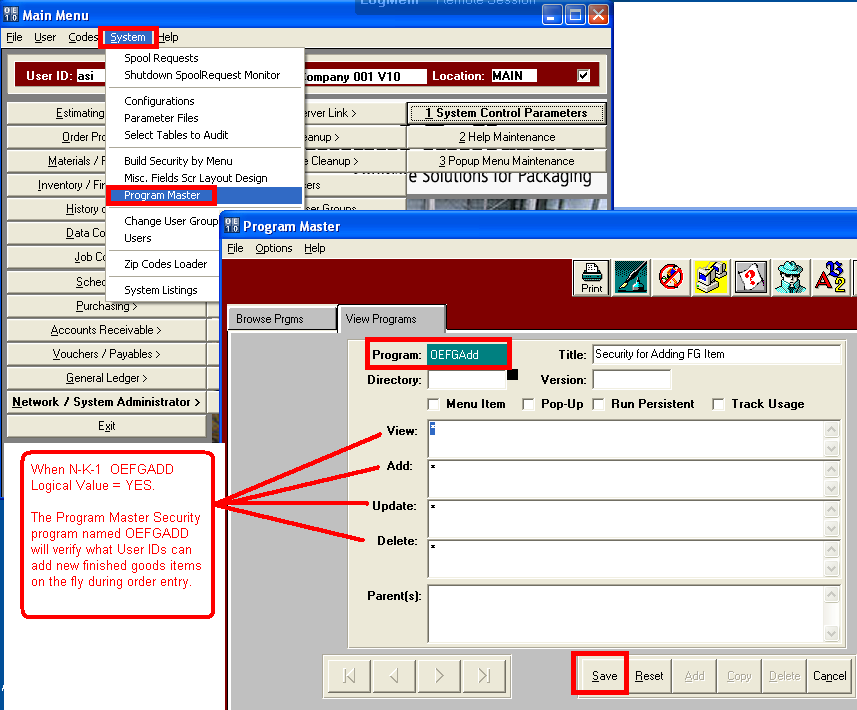 LogMeIn - Remote Session
Main Menu
File User Codes System Help
User ID: asi Company 001 V10 Location: MAIN
Spool Requests
Shutdown SpoolRequest Monitor
Configurations
Parameter Files
Select Tables to Audit
Build Security by Menu
Misc. Fields Scr Layout Design
Program Master
Change User Group
Users
Zip Codes Loader
System Listings
Estimating
Order Pro
Materials / P
Inventory / Fin
History
Data Co
Job Co
Sched
Purchasing >
Accounts Receivable >
Vouchers / Payables >
General Ledger >
Network / System Administrator >
Exit
erver Link >
eanup >
e Cleanup >
ers
ser Groups
1 System Control Parameters
2 Help Maintenance
3 Popup Menu Maintenance
e Solutions for Packaging
Program Master
File Options Help
Print
Browse Prgms View Programs
Program: OEFGAdd Title: Security for Adding FG Item
Directory: Version:
Menu Item Pop-Up Run Persistent Track Usage
View: *
Add: *
Update: *
Delete: *
Parent(s):
Save Reset Add Copy Delete Cancel
When N-K-1 OEFGADD
Logical Value = YES.
The Program Master Security
program named OEFGADD
will verify what User IDs can
add new finished goods items
on the fly during order entry.